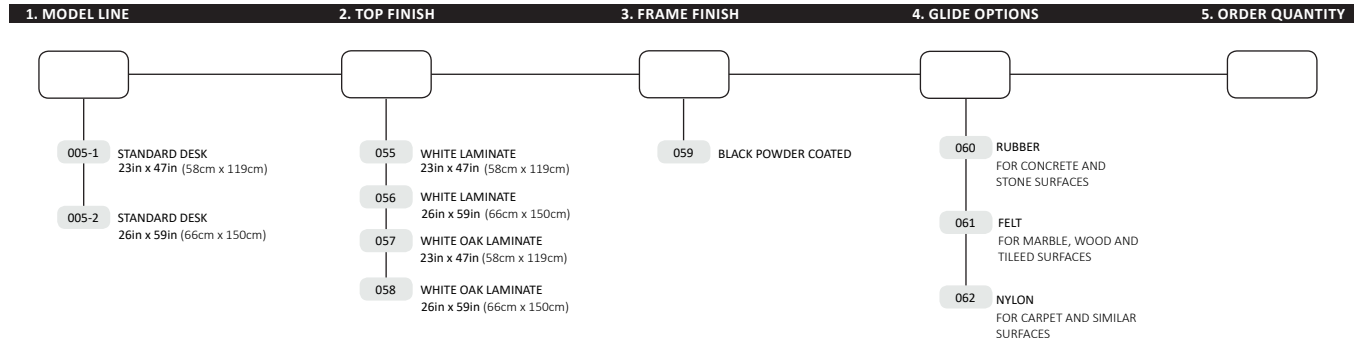 1. MODEL LINE
2. TOP FINISH
3. FRAME FINISH
4. GLIDE OPTIONS
5. ORDER QUANTITY
005-1 STANDARD DESK
23in x 47in (58cm x 119cm)
005-2 STANDARD DESK
26in x 59in (66cm x 150cm)
055 WHITE LAMINATE
23in x 47in (58cm x 119cm)
056 WHITE LAMINATE
26in x 59in (66cm x 150cm)
057 WHITE OAK LAMINATE
23in x 47in (58cm x 119cm)
058 WHITE OAK LAMINATE
26in x 59in (66cm x 150cm)
059 BLACK POWDER COATED
060 RUBBER
FOR CONCRETE AND
STONE SURFACES
061 FELT
FOR MARBLE, WOOD AND
TILEED SURFACES
062 NYLON
FOR CARPET AND SIMILAR
SURFACES